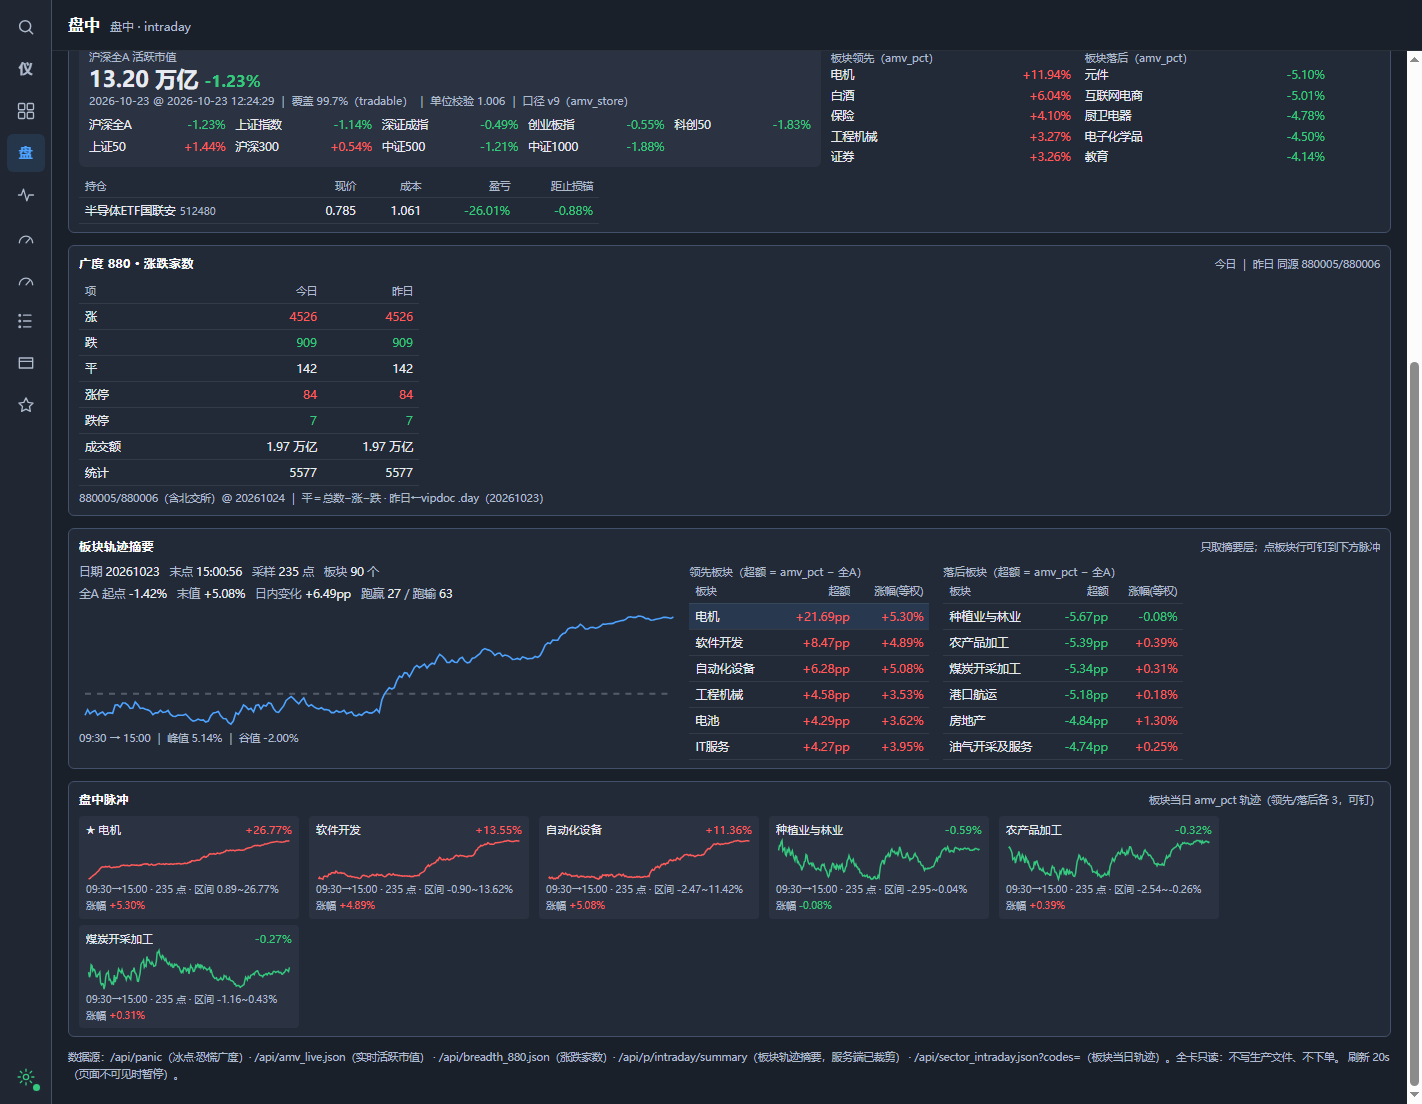 仪
盘
盘中 盘中 · intraday
沪深全A 活跃市值
13.20 万亿 -1.23%
2026-10-23 @ 2026-10-23 12:24:29 | 覆盖 99.7%（tradable） | 单位校验 1.006 | 口径 v9（amv_store）
沪深全A -1.23% 上证指数 -1.14% 深证成指 -0.49% 创业板指 -0.55% 科创50 -1.83%
上证50 +1.44% 沪深300 +0.54% 中证500 -1.21% 中证1000 -1.88%
板块领先（amv_pct）
电机 +11.94%
白酒 +6.04%
保险 +4.10%
工程机械 +3.27%
证券 +3.26%
板块落后（amv_pct）
元件 -5.10%
互联网电商 -5.01%
厨卫电器 -4.78%
电子化学品 -4.50%
教育 -4.14%
持仓 现价 成本 盈亏 距止损锚
半导体ETF国联安 512480 0.785 1.061 -26.01% -0.88%
广度 880 · 涨跌家数
今日 | 昨日 同源 880005/880006
项 今日 昨日
涨 4526 4526
跌 909 909
平 142 142
涨停 84 84
跌停 7 7
成交额 1.97 万亿 1.97 万亿
统计 5577 5577
880005/880006（含北交所）@ 20261024 | 平＝总数−涨−跌 · 昨日←vipdoc .day（20261023）
板块轨迹摘要
只取摘要层；点板块行可钉到下方脉冲
日期 20261023 末点 15:00:56 采样 235 点 板块 90 个
全A 起点 -1.42% 末值 +5.08% 日内变化 +6.49pp 跑赢 27 / 跑输 63
09:30 → 15:00 | 峰值 5.14% | 谷值 -2.00%
领先板块（超额 = amv_pct − 全A）
板块 超额 涨幅(等权)
电机 +21.69pp +5.30%
软件开发 +8.47pp +4.89%
自动化设备 +6.28pp +5.08%
工程机械 +4.58pp +3.53%
电池 +4.29pp +3.62%
IT服务 +4.27pp +3.95%
落后板块（超额 = amv_pct − 全A）
板块 超额 涨幅(等权)
种植业与林业 -5.67pp -0.08%
农产品加工 -5.39pp +0.39%
煤炭开采加工 -5.34pp +0.31%
港口航运 -5.18pp +0.18%
房地产 -4.84pp +1.30%
油气开采及服务 -4.74pp +0.25%
盘中脉冲
板块当日 amv_pct 轨迹（领先/落后各 3，可钉）
★ 电机 +26.77%
09:30→15:00 · 235 点 · 区间 0.89~26.77%
涨幅 +5.30%
软件开发 +13.55%
09:30→15:00 · 235 点 · 区间 -0.90~13.62%
涨幅 +4.89%
自动化设备 +11.36%
09:30→15:00 · 235 点 · 区间 -2.47~11.42%
涨幅 +5.08%
种植业与林业 -0.59%
09:30→15:00 · 235 点 · 区间 -2.95~0.04%
涨幅 -0.08%
农产品加工 -0.32%
09:30→15:00 · 235 点 · 区间 -2.54~-0.26%
涨幅 +0.39%
煤炭开采加工 -0.27%
09:30→15:00 · 235 点 · 区间 -1.16~0.43%
涨幅 +0.31%
数据源：/api/panic（冰点·恐慌广度）· /api/amv_live.json（实时活跃市值） · /api/breadth_880.json（涨跌家数）· /api/p/intraday/summary（板块轨迹摘要，服务端已裁剪） · /api/sector_intraday.json?codes=（板块当日轨迹）。全卡只读：不写生产文件、不下单。 刷新 20s
（页面不可见时暂停）。